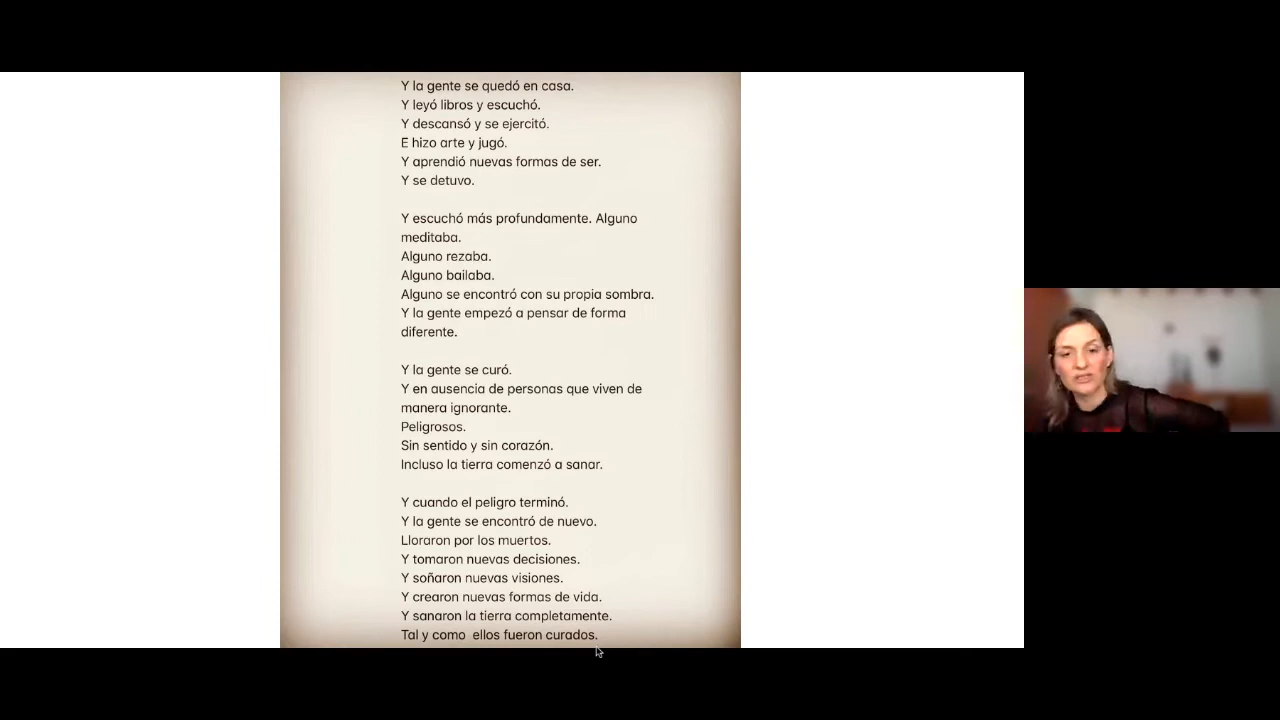 Y la gente se quedó en casa.
Y leyó libros y escuchó.
Y descansó y se ejercitó.
E hizo arte y jugó.
Y aprendió nuevas formas de ser.
Y se detuvo.
Y escuchó más profundamente. Alguno
meditaba.
Alguno rezaba.
Alguno bailaba.
Alguno se encontró con su propia sombra.
Y la gente empezó a pensar de forma
diferente.
Y la gente se curó.
Y en ausencia de personas que viven de
manera ignorante.
Peligrosos.
Sin sentido y sin corazón.
Incluso la tierra comenzó a sanar.
Y cuando el peligro terminó.
Y la gente se encontró de nuevo.
Lloraron por los muertos.
Y tomaron nuevas decisiones.
Y soñaron nuevas visiones.
Y crearon nuevas formas de vida.
Y sanaron la tierra completamente.
Tal y como  ellos fueron curados.